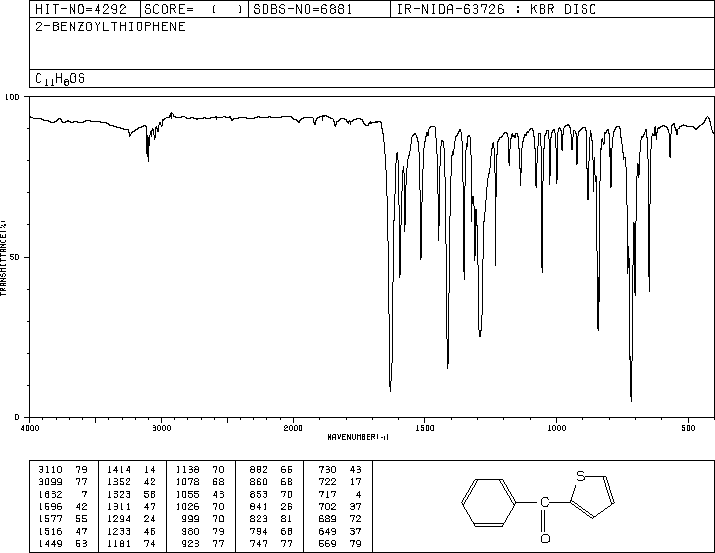 HIT-NO=4292 SCORE= ( ) SDBS-NO=6881 IR-NIDA-63726 : KBR DISC
2-BENZOYLTHIOPHENE
C11H8OS
100
50
0
TRANSMITTANCE(%)
4000 3000 2000 1500 1000 500
WAVENUMBER(-1)
3110 79 1414 14 1138 70 882 66 730 43
3099 77 1352 42 1078 68 860 68 722 17
1632 7 1323 58 1055 43 853 70 717 4
1596 42 1311 47 1026 70 841 26 702 37
1577 55 1294 24 999 70 823 81 689 72
1516 47 1233 46 980 79 794 68 649 37
1449 53 1181 74 923 77 747 77 569 79
S
C
O